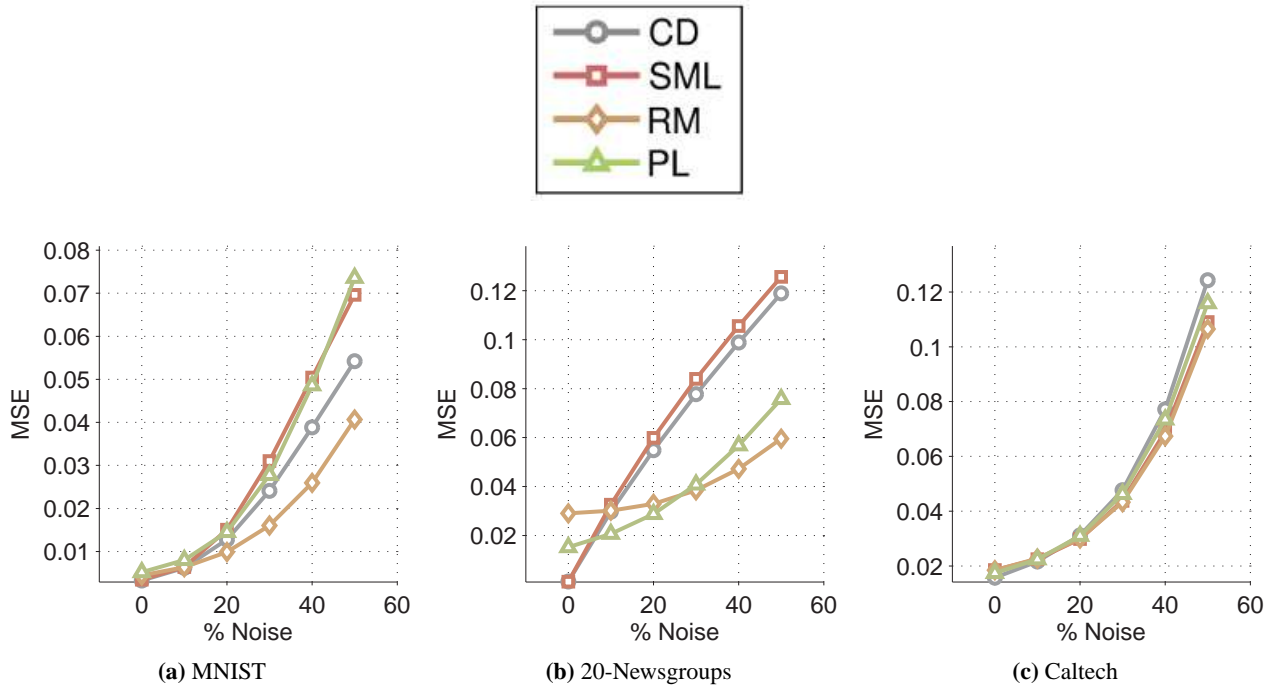 CD
SML
RM
PL
0.08
0.07
0.06
0.05
0.04
0.03
0.02
0.01
MSE
0 20 40 60
% Noise
(a) MNIST
0.12
0.1
0.08
0.06
0.04
0.02
MSE
0 20 40 60
% Noise
(b) 20-Newsgroups
0.12
0.1
0.08
0.06
0.04
0.02
MSE
0 20 40 60
% Noise
(c) Caltech